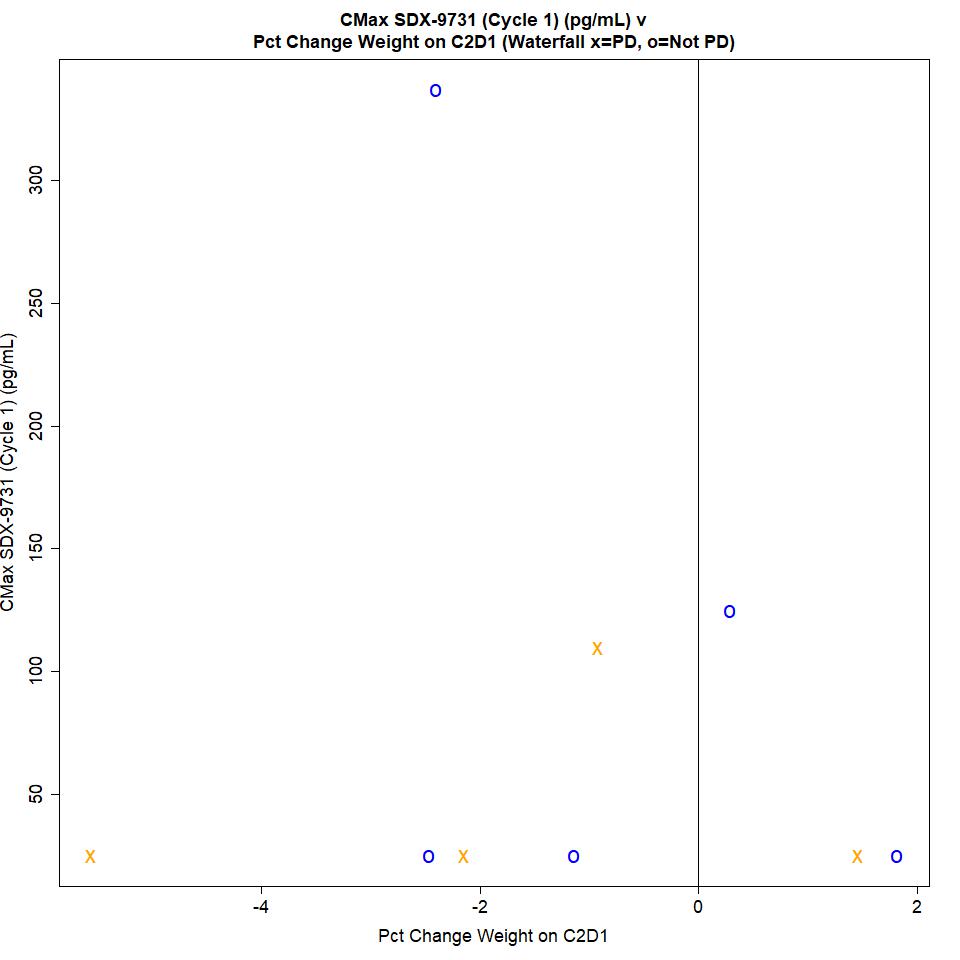 CMax SDX-9731 (Cycle 1) (pg/mL) v
Pct Change Weight on C2D1 (Waterfall x=PD, o=Not PD)
CMax SDX-9731 (Cycle 1) (pg/mL)
300
250
200
150
100
50
O
O
X
X
O
X
O
X
O
-4
-2
0
2
Pct Change Weight on C2D1